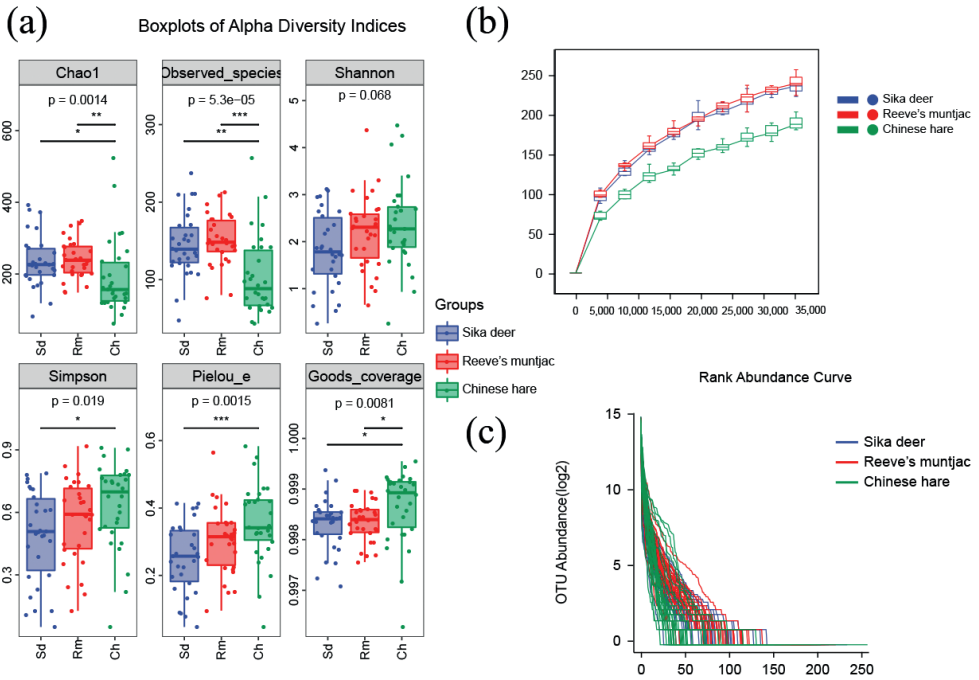 (a)
Boxplots of Alpha Diversity Indices
Chao1
Observed_species
Shannon
p = 0.0014
p = 5.3e−05
p = 0.068
**
*
***
**
600
400
200
300
200
100
5
4
3
2
1
Sd
Rm
Ch
Sd
Rm
Ch
Sd
Rm
Ch
Simpson
Pielou_e
Goods_coverage
p = 0.019
p = 0.0015
p = 0.0081
*
***
*
*
0.9
0.6
0.3
0.6
0.4
0.2
1.000
0.999
0.998
0.997
Sd
Rm
Ch
Sd
Rm
Ch
Sd
Rm
Ch
Groups
Sika deer
Reeve's muntjac
Chinese hare
(b)
250
200
150
100
50
0
0
5,000
10,000
15,000
20,000
25,000
30,000
35,000
Sika deer
Reeve's muntjac
Chinese hare
(c)
Rank Abundance Curve
OTU Abundance(log2)
15
10
5
0
0
50
100
150
200
250
Sika deer
Reeve's muntjac
Chinese hare